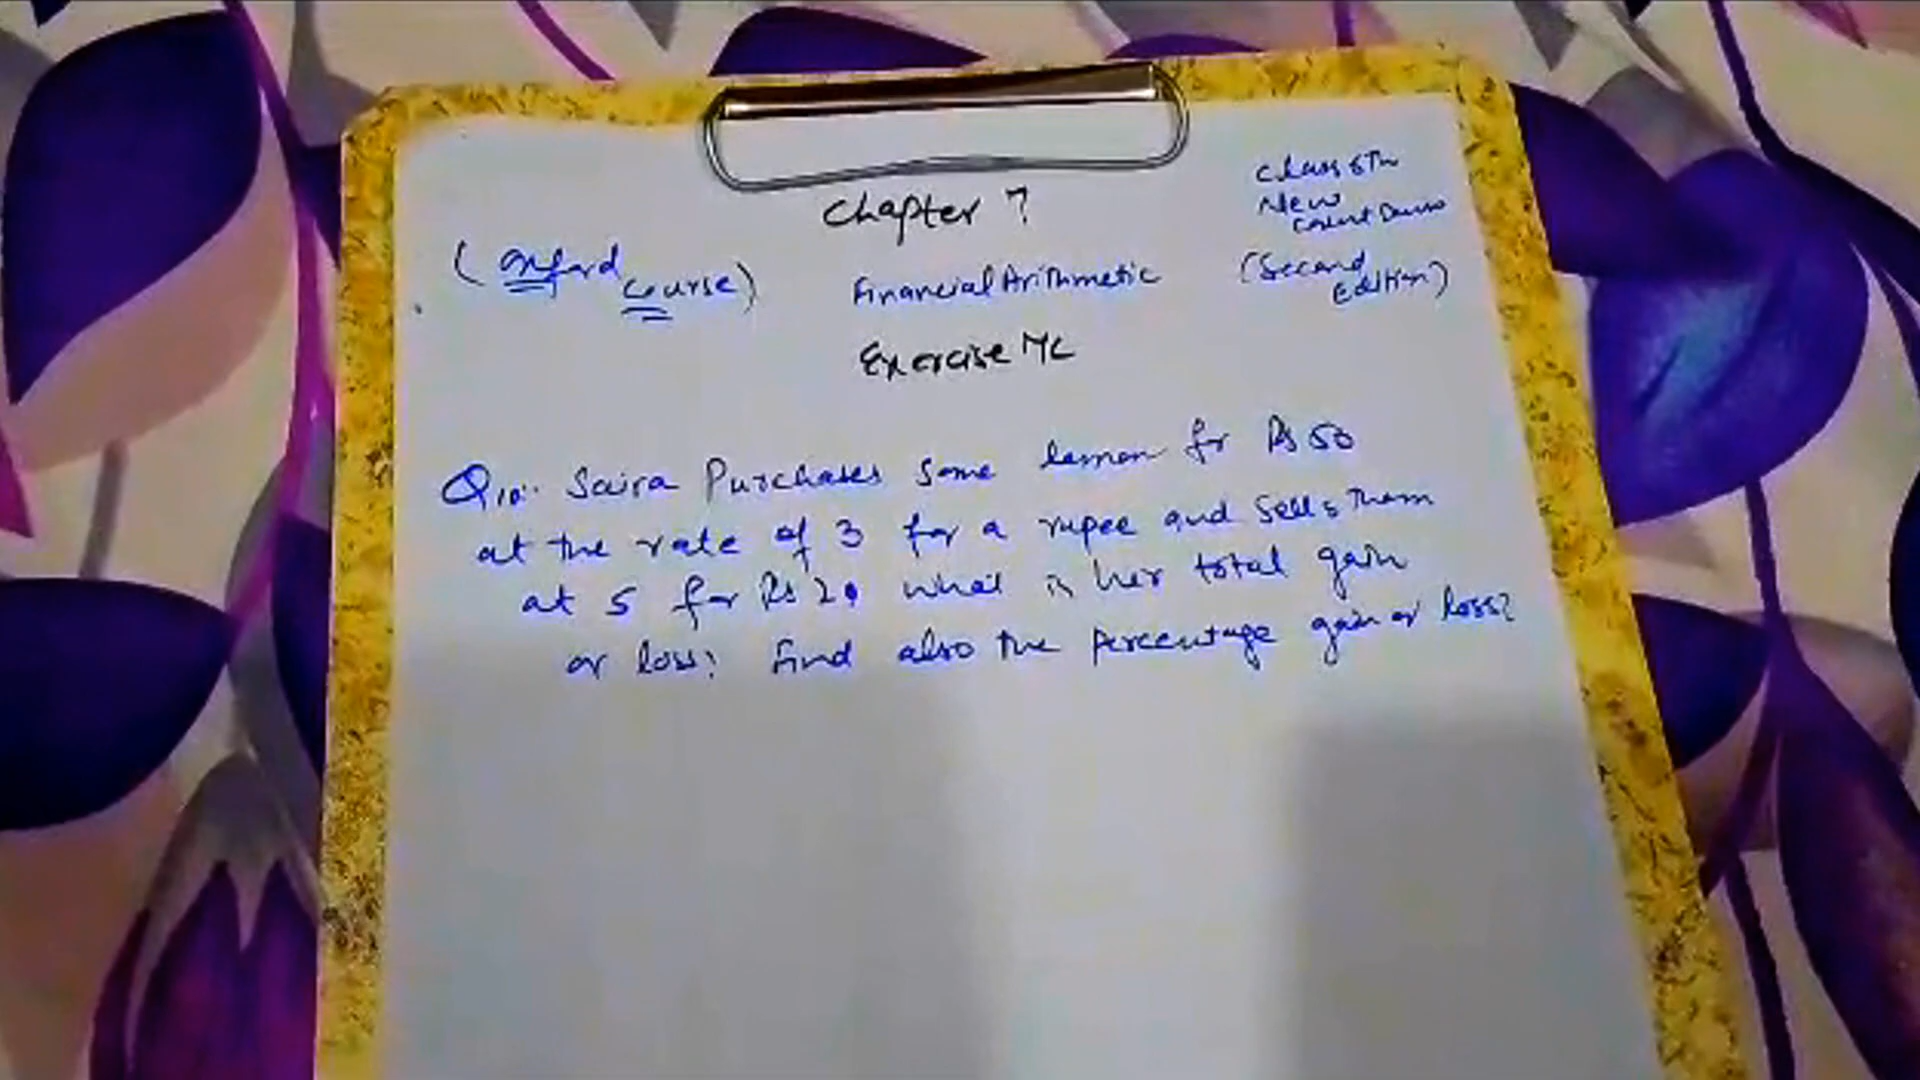 Chapter 7
Class 6Th
New
CountDown
(Oxford Course)
Financial Arithmetic
(Second
Edition)
Exercise 7C
Q10:- Saira Purchases Some lemon for Rs 50
at the rate of 3 for a rupee and sells them
at 5 for Rs 2. what is her total gain
or loss? Find also the percentage gain or loss?